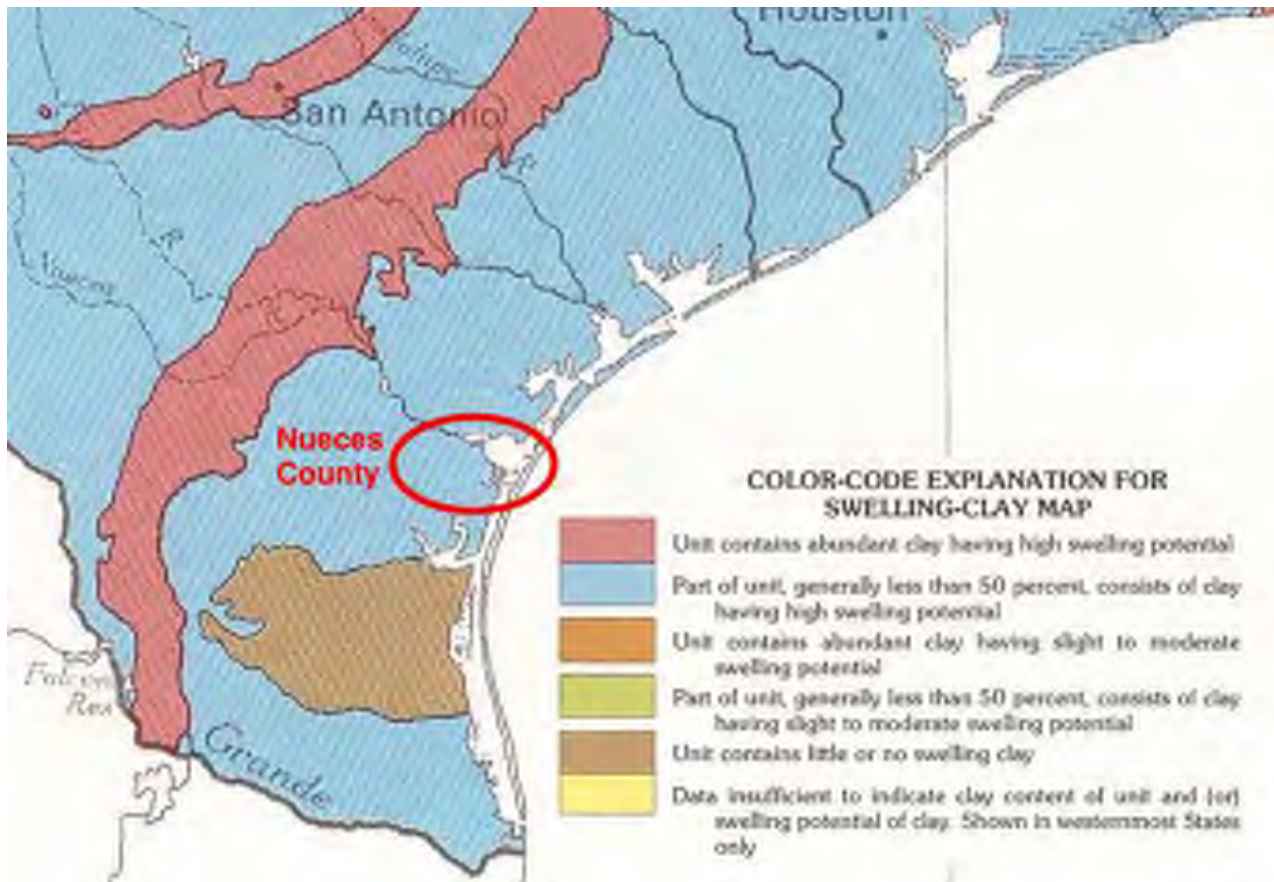 Houston
San Antonio
R.
R.
Nueces
Nueces
County
COLOR-CODE EXPLANATION FOR
SWELLING-CLAY MAP
Unit contains abundant clay having high swelling potential
Part of unit, generally less than 50 percent, consists of clay
having high swelling potential
Unit contains abundant clay having slight to moderate
swelling potential
Part of unit, generally less than 50 percent, consists of clay
having slight to moderate swelling potential
Unit contains little or no swelling clay
Data insufficient to indicate clay content of unit and (or)
swelling potential of clay. Shown in westernmost States
only
Falcon
Res
Grande